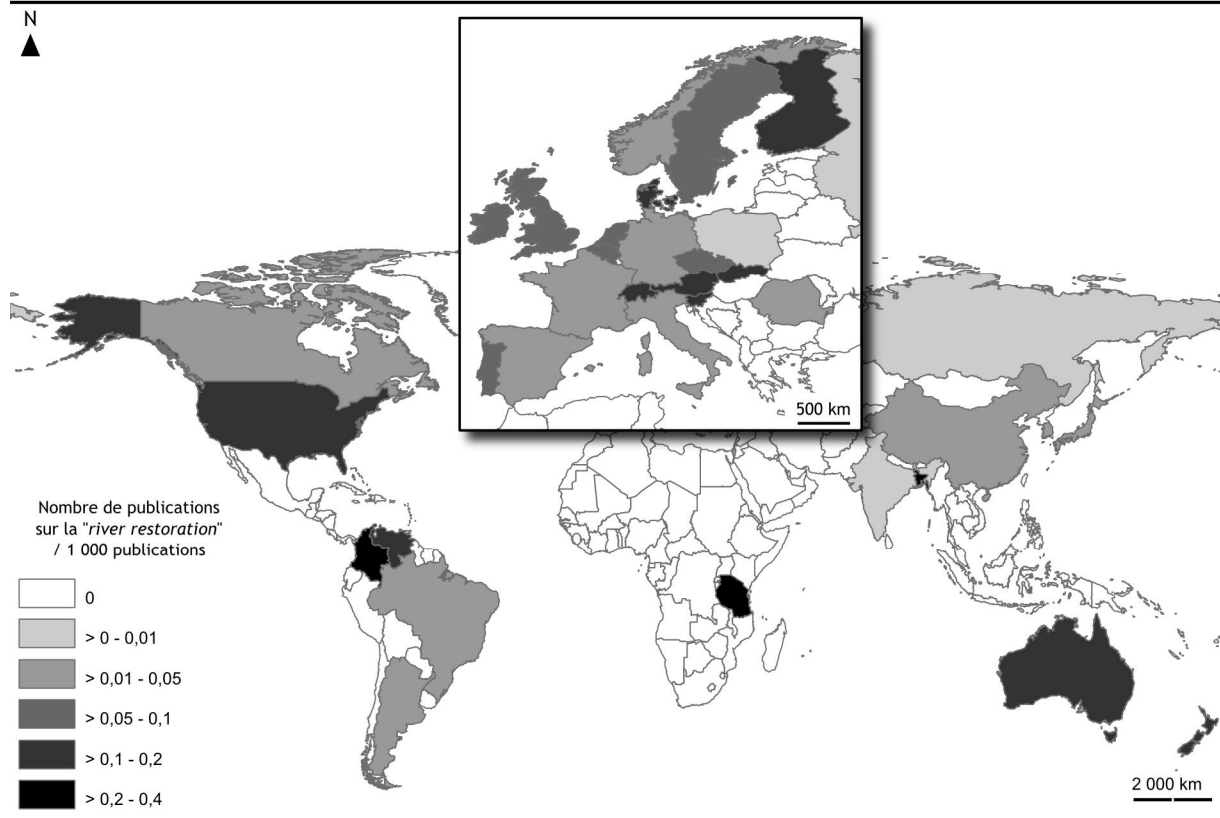 N
500 km
Nombre de publications
sur la "river restoration"
/ 1 000 publications
0
> 0 - 0,01
> 0,01 - 0,05
> 0,05 - 0,1
> 0,1 - 0,2
> 0,2 - 0,4
2 000 km